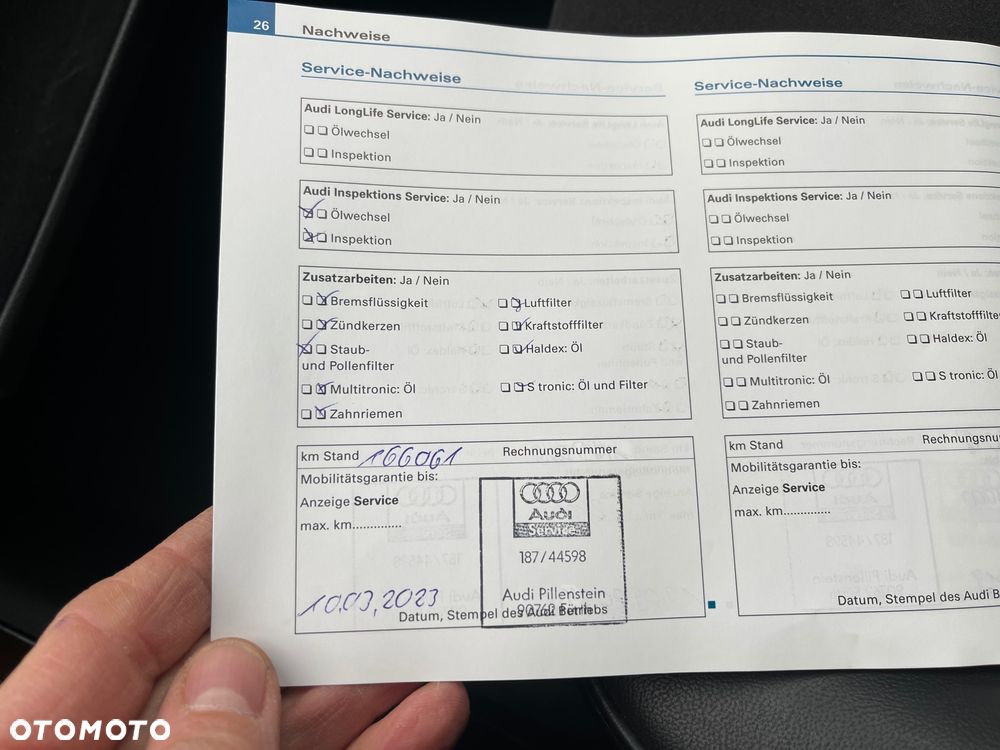 26 Nachweise
Service-Nachweise
Audi LongLife Service: Ja / Nein
Ölwechsel
Inspektion
Audi Inspektions Service: Ja / Nein
Ölwechsel
Inspektion
Zusatzarbeiten: Ja / Nein
Bremsflüssigkeit Luftfilter
Zündkerzen Kraftstofffilter
Staub- Haldex: Öl
und Pollenfilter
Multitronic: Öl S tronic: Öl und Filter
Zahnriemen
km Stand 166061 Rechnungsnummer
Mobilitätsgarantie bis:
Anzeige Service
max. km.............
Audi
Service
187/44598
Audi Pillenstein
90762 Fürth
10.03.2023
Datum, Stempel des Audi Betriebs
Service-Nachweise
Audi LongLife Service: Ja / Nein
Ölwechsel
Inspektion
Audi Inspektions Service: Ja / Nein
Ölwechsel
Inspektion
Zusatzarbeiten: Ja / Nein
Bremsflüssigkeit Luftfilter
Zündkerzen Kraftstofffilter
Staub- Haldex: Öl
und Pollenfilter
Multitronic: Öl S tronic: Öl
Zahnriemen
km Stand Rechnungsnu
Mobilitätsgarantie bis:
Anzeige Service
max. km.............
Datum, Stempel des Audi B
OTOMOTO